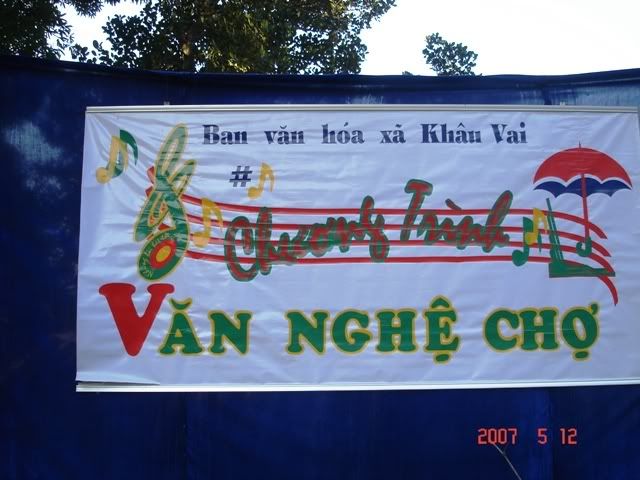 Ban văn hóa xã Khâu Vai
#
Chương Trình
VĂN NGHỆ CHỢ
2007 5 12